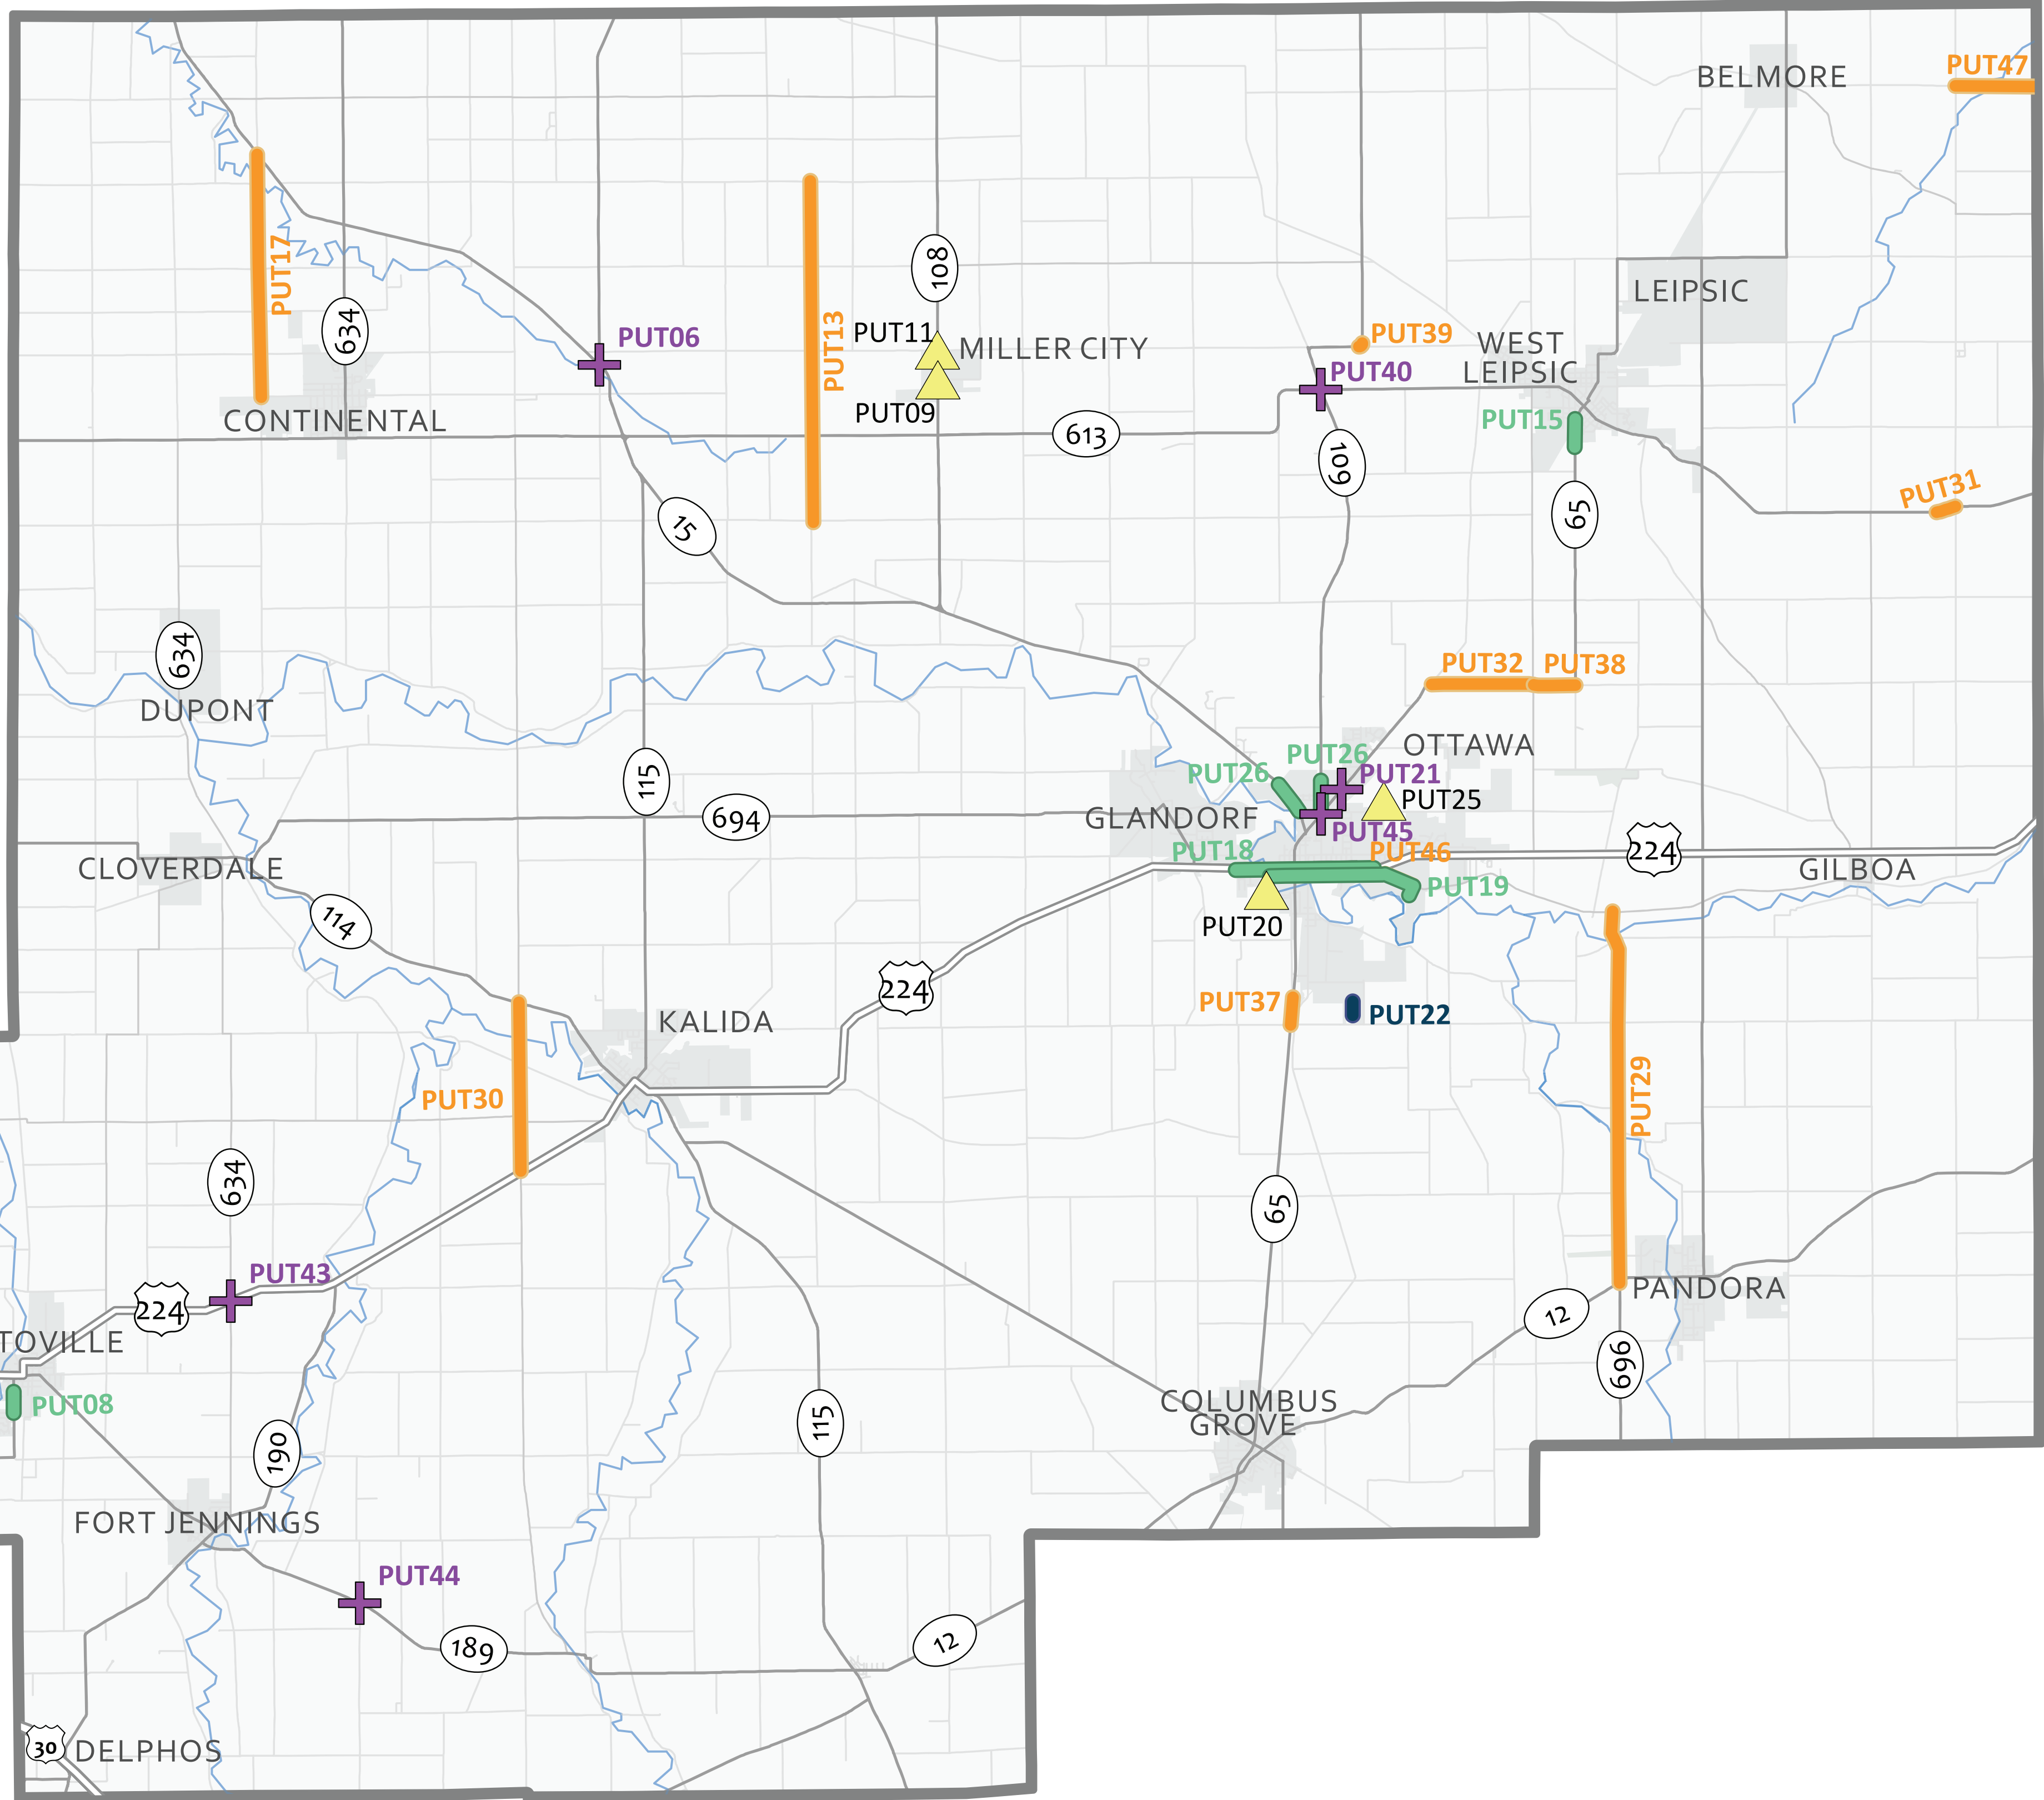 PUT47
BELMORE
PUT17
108
634
LEIPSIC
PUT06
PUT13
PUT11
MILLER CITY
PUT09
PUT39
WEST
LEIPSIC
PUT40
CONTINENTAL
PUT15
613
109
PUT31
65
15
634
DUPONT
PUT32
PUT38
OTTAWA
PUT26
PUT26
PUT21
PUT25
115
694
GLANDORF
PUT45
PUT18
PUT46
224
CLOVERDALE
GILBOA
PUT19
114
PUT20
224
PUT37
PUT22
KALIDA
PUT30
PUT29
634
65
PUT43
224
PANDORA
12
TOVILLE
696
PUT08
COLUMBUS
GROVE
115
190
FORT JENNINGS
PUT44
189
12
30
DELPHOS